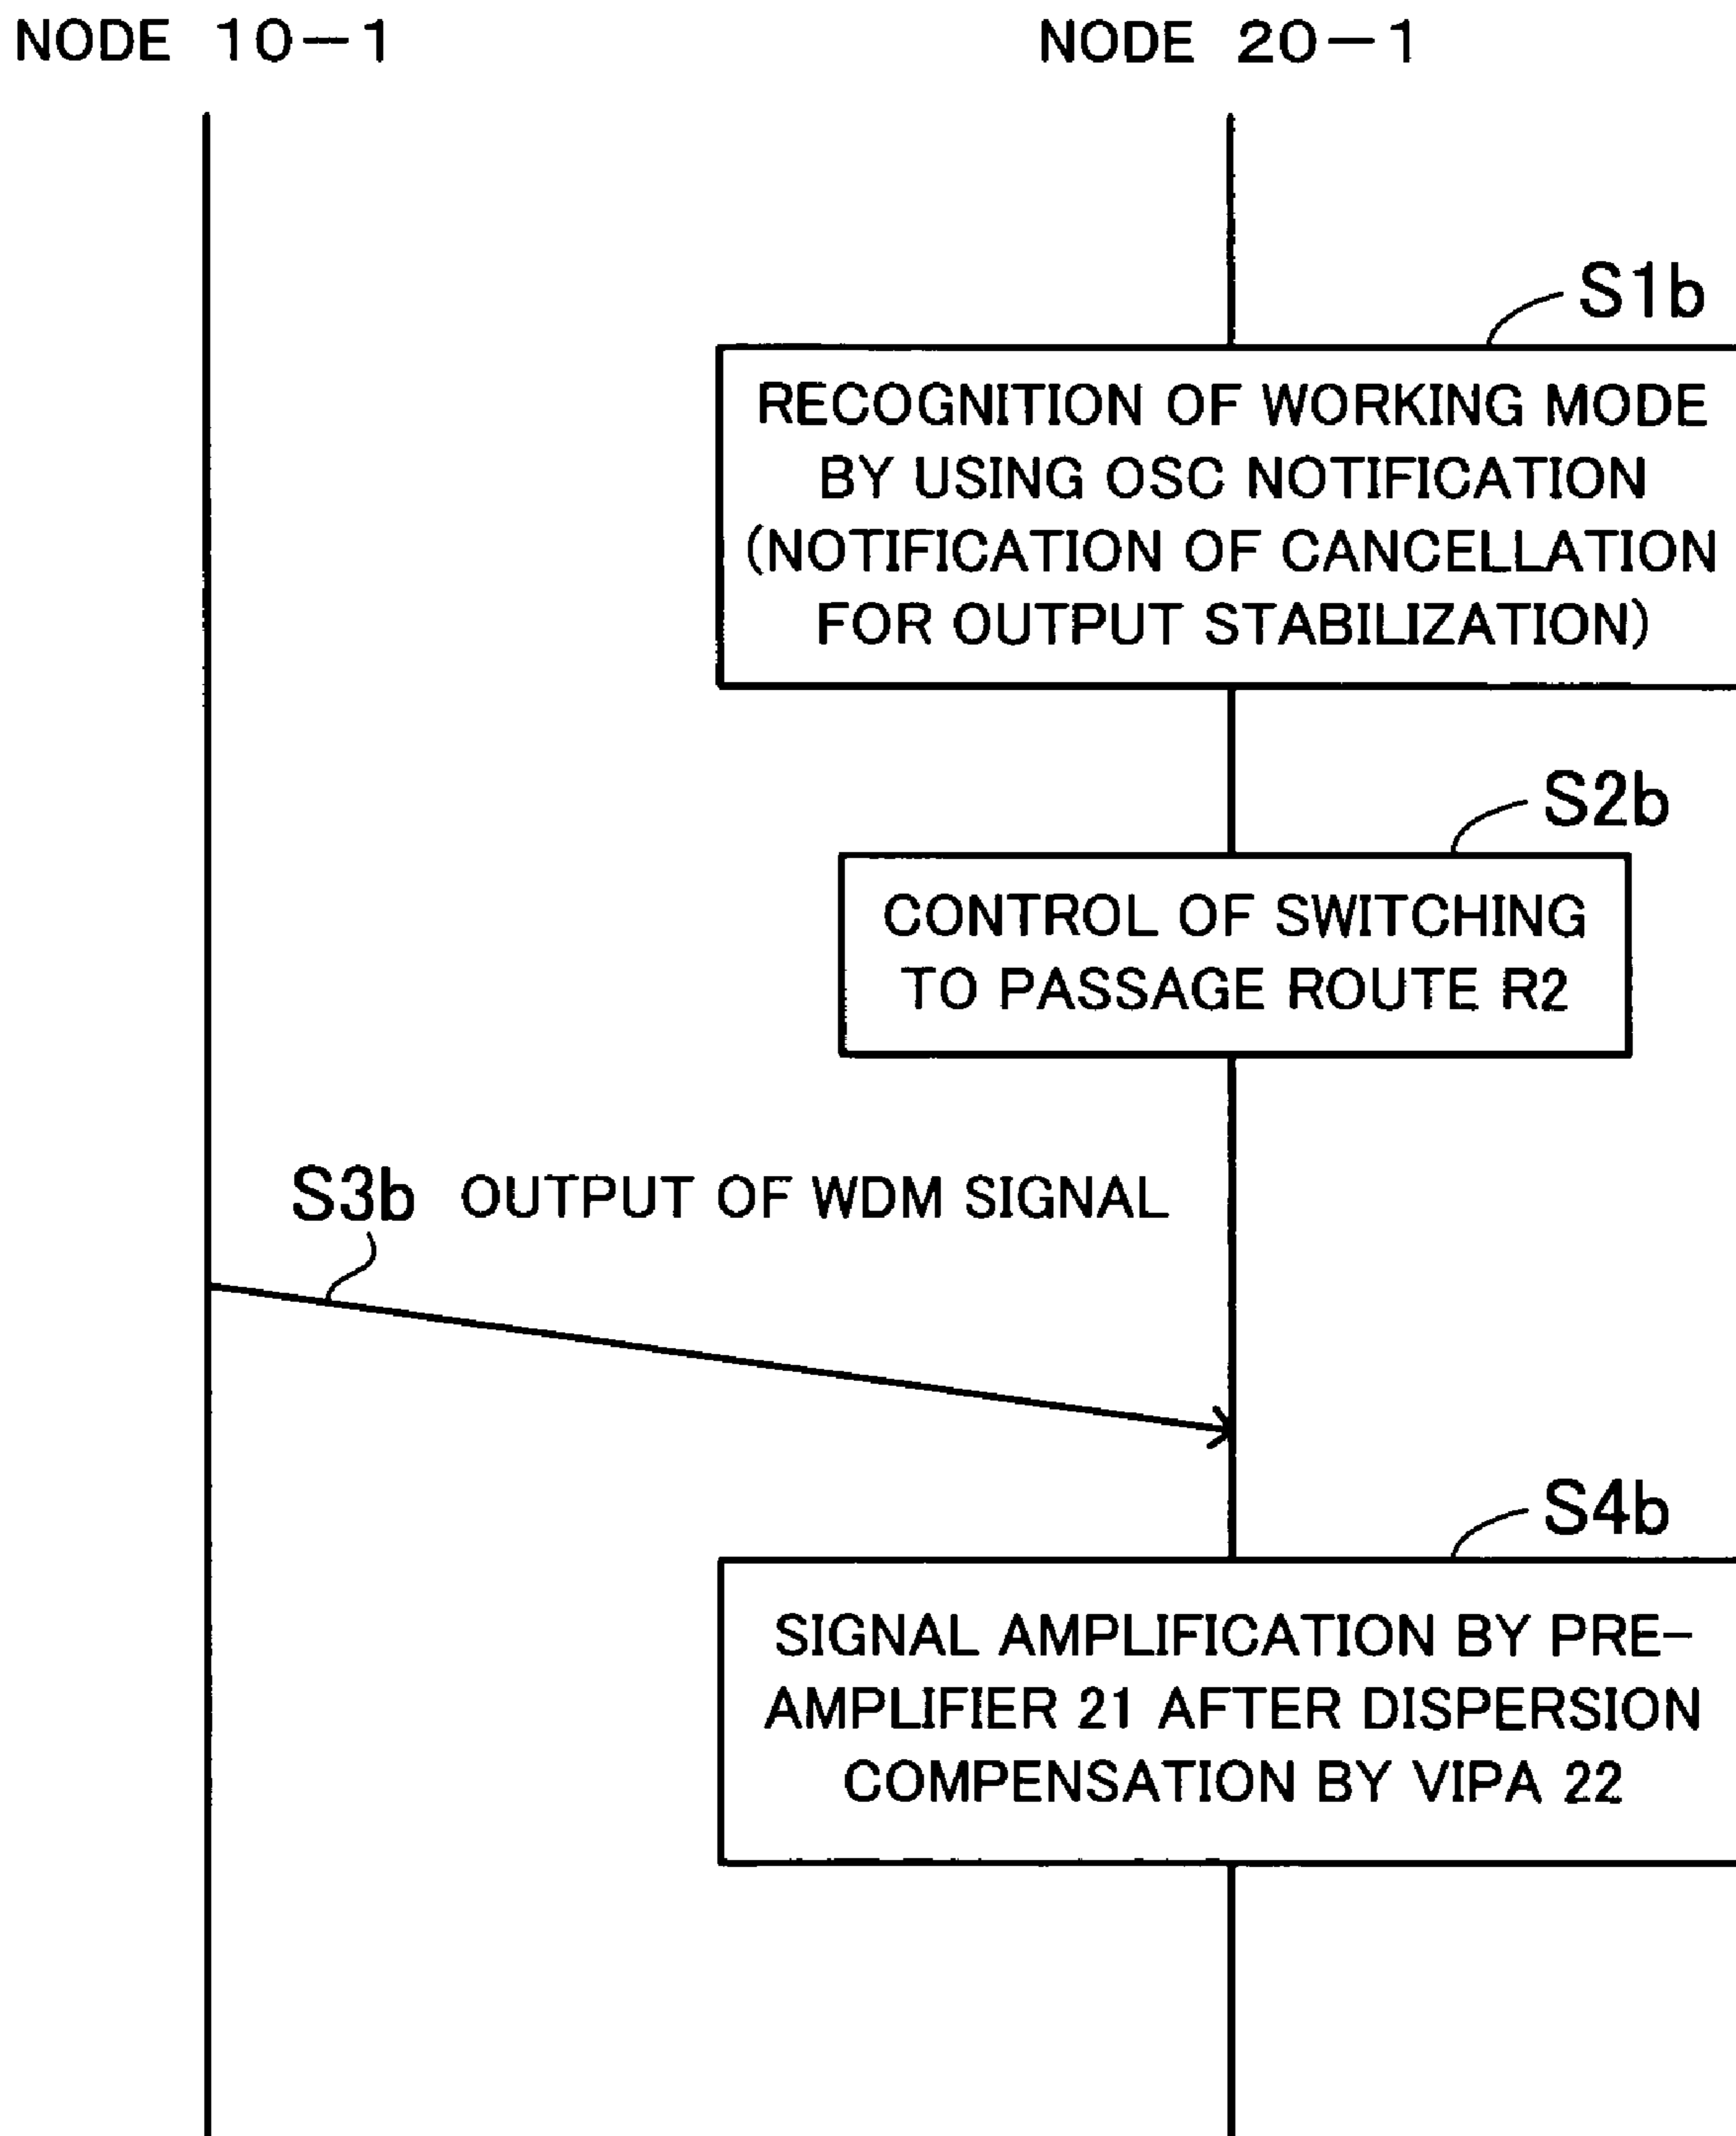 NODE 10-1
NODE 20-1
S1b
RECOGNITION OF WORKING MODE
BY USING OSC NOTIFICATION
(NOTIFICATION OF CANCELLATION
FOR OUTPUT STABILIZATION)
S2b
CONTROL OF SWITCHING
TO PASSAGE ROUTE R2
S3b OUTPUT OF WDM SIGNAL
S4b
SIGNAL AMPLIFICATION BY PRE-
AMPLIFIER 21 AFTER DISPERSION
COMPENSATION BY VIPA 22